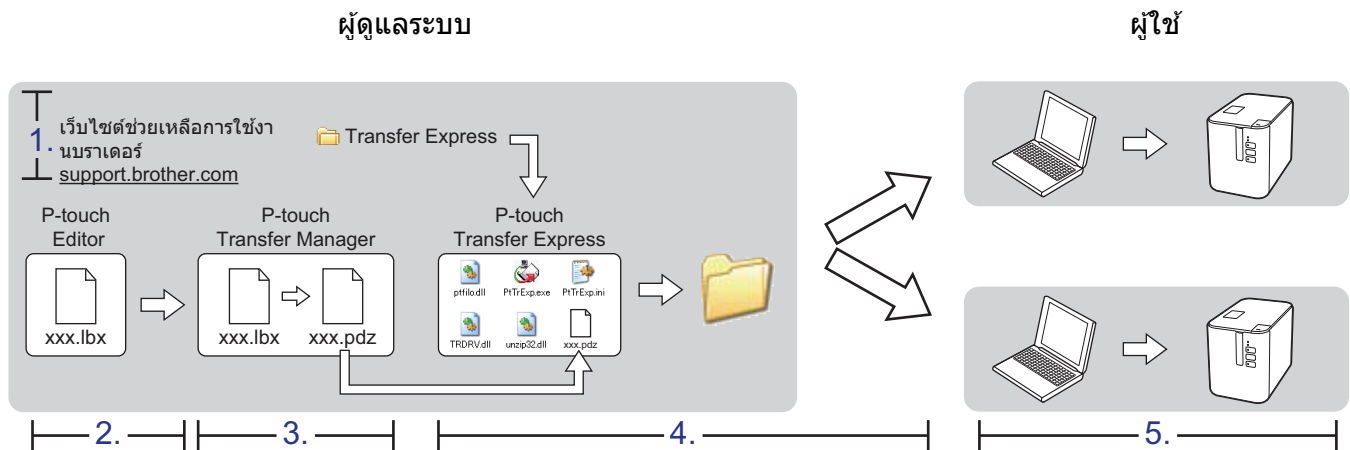 ผู้ดูแลระบบ
ผู้ใช้
1.
เว็บไซต์ช่วยเหลือการใช้งา
นบราเดอร์
support.brother.com
Transfer Express
P-touch
Editor
xxx.lbx
P-touch
Transfer Manager
xxx.lbx
xxx.pdz
P-touch
Transfer Express
ptfilo.dll
PtTrExp.exe
PtTrExp.ini
TRDRV.dll
unzip32.dll
xxx.pdz
2.
3.
4.
5.